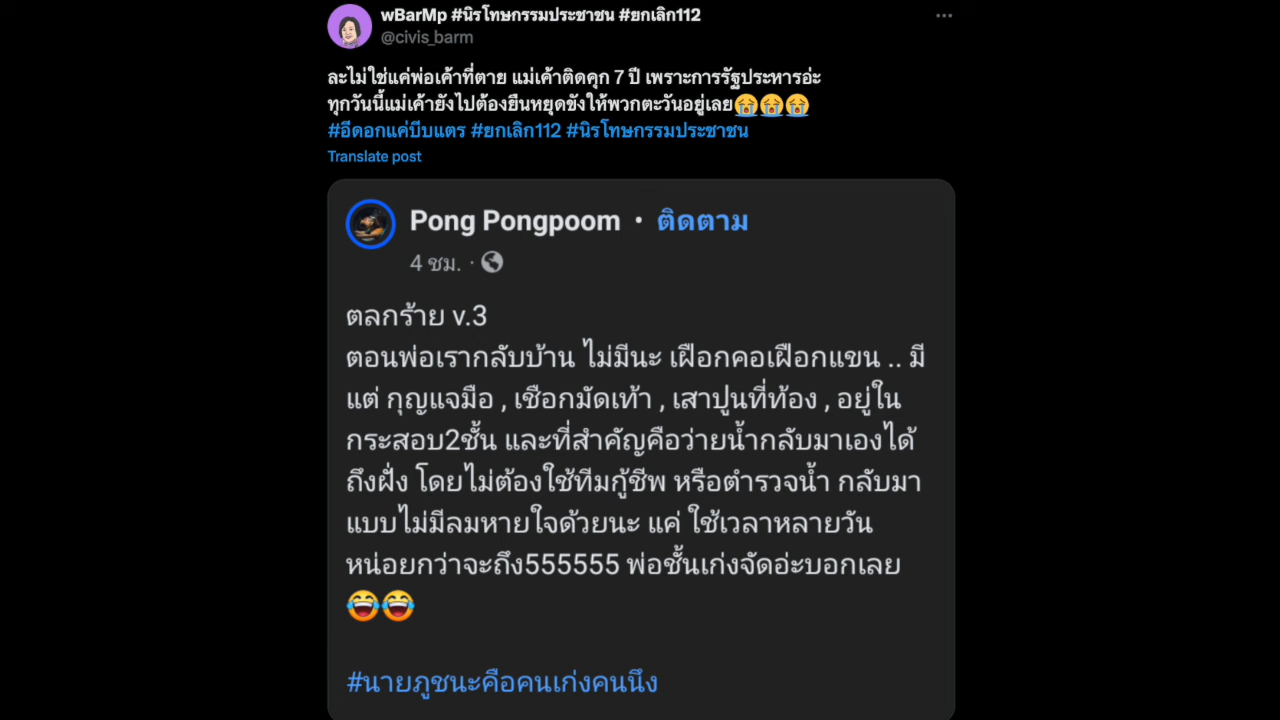 wBarMp #นิรโทษกรรมประชาชน #ยกเลิก112
@civis_barm
ละไม่ใช่แค่พ่อเค้าที่ตาย แม่เค้าติดคุก 7 ปี เพราะการรัฐประหารอ่ะ
ทุกวันนี้แม่เค้ายังไปต้องยืนหยุดขังให้พวกตะวันอยู่เลย😭😭😭
#อีดอกแค่บีบแตร #ยกเลิก112 #นิรโทษกรรมประชาชน
Translate post
Pong Pongpoom · ติดตาม
4 ชม. ·
ตลกร้าย v.3
ตอนพ่อเรากลับบ้าน ไม่มีนะ เฝือกคอเฝือกแขน .. มี
แต่ กุญแจมือ , เชือกมัดเท้า , เสาปูนที่ท้อง , อยู่ใน
กระสอบ2ชั้น และที่สำคัญคือว่ายน้ำกลับมาเองได้
ถึงฝั่ง โดยไม่ต้องใช้ทีมกู้ชีพ หรือตำรวจน้ำ กลับมา
แบบไม่มีลมหายใจด้วยนะ แค่ ใช้เวลาหลายวัน
หน่อยกว่าจะถึง555555 พ่อชั้นเก่งจัดอ่ะบอกเลย
😂😂
#นายภูชนะคือคนเก่งคนนึง